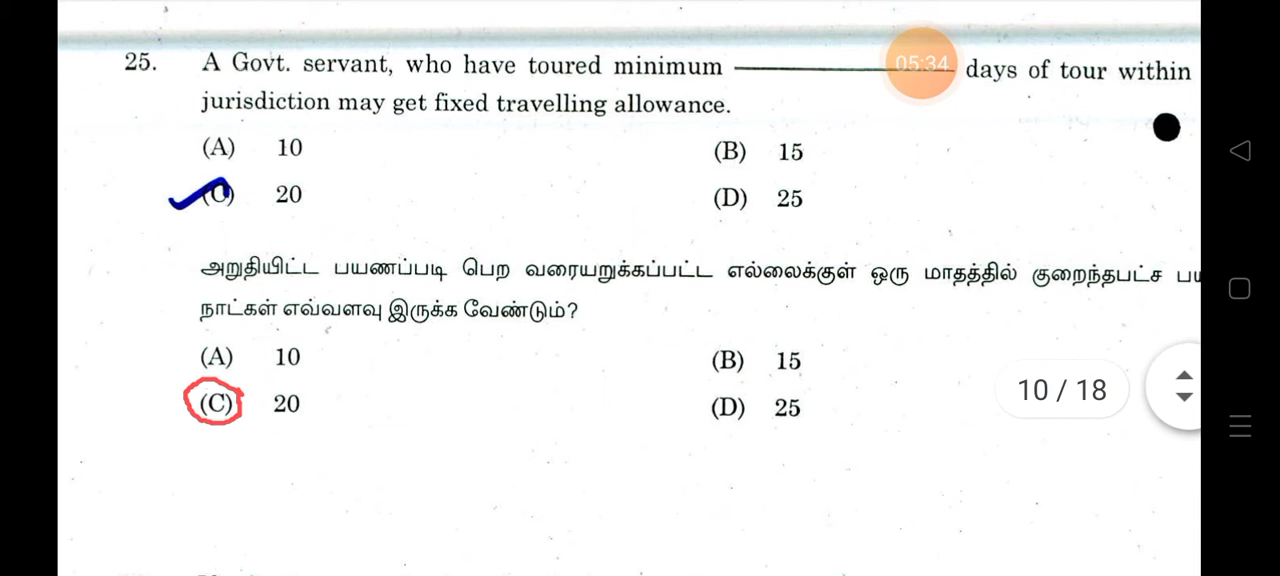 25. A Govt. servant, who have toured minimum ———————— days of tour within
05:34
jurisdiction may get fixed travelling allowance.
(A) 10 (B) 15
(C) 20 (D) 25
அறுதியிட்ட பயணப்படி பெற வரையறுக்கப்பட்ட எல்லைக்குள் ஒரு மாதத்தில் குறைந்தபட்ச
நாட்கள் எவ்வளவு இருக்க வேண்டும்?
(A) 10 (B) 15
(C) 20 (D) 25
10 / 18